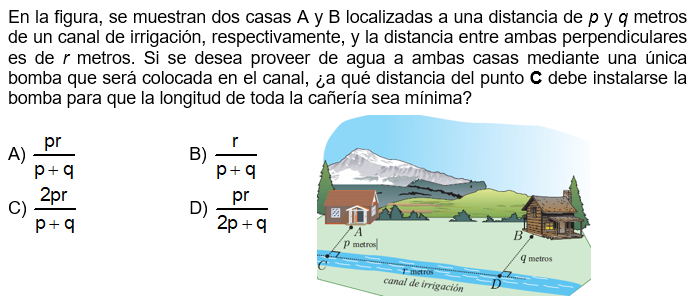 En la figura, se muestran dos casas A y B localizadas a una distancia de p y q metros
de un canal de irrigación, respectivamente, y la distancia entre ambas perpendiculares
es de r metros. Si se desea proveer de agua a ambas casas mediante una única
bomba que será colocada en el canal, ¿a qué distancia del punto C debe instalarse la
bomba para que la longitud de toda la cañería sea mínima?
A) pr / p + q
B) r / p + q
C) 2pr / p + q
D) pr / 2p + q
A
p metros
B
q metros
C
r metros
D
canal de irrigación